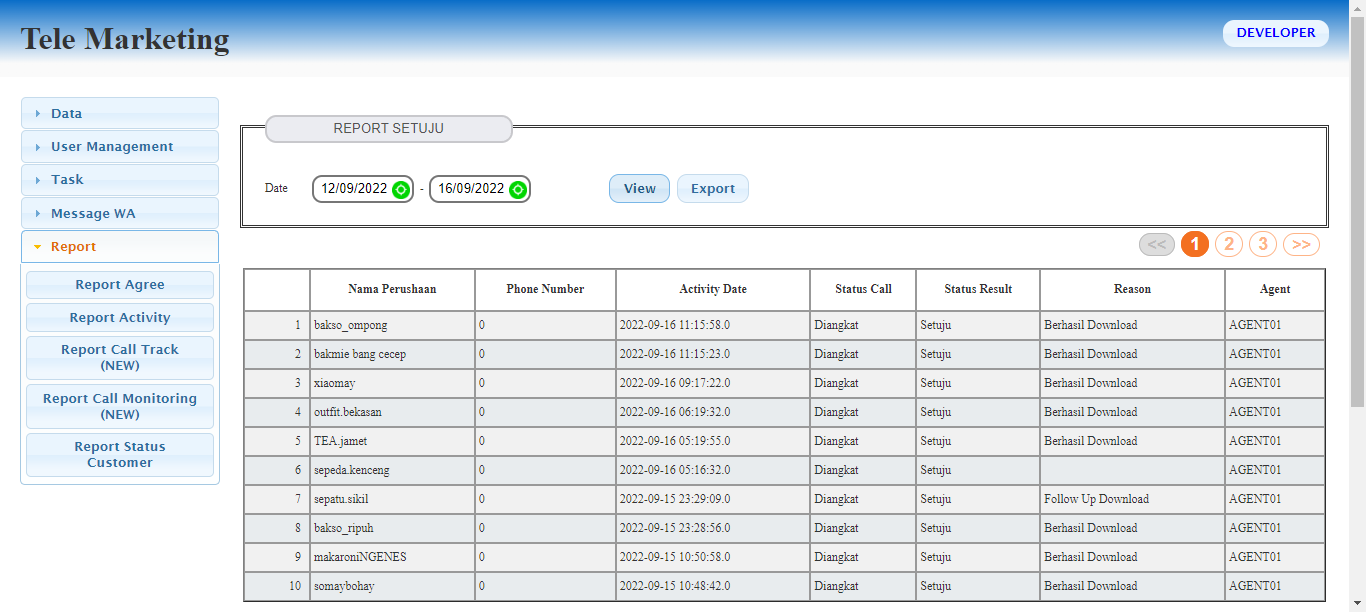 Tele Marketing
DEVELOPER
Data
User Management
Task
Message WA
Report
Report Agree
Report Activity
Report Call Track
(NEW)
Report Call Monitoring
(NEW)
Report Status
Customer
REPORT SETUJU
Date 12/09/2022 - 16/09/2022 View Export
<< 1 2 3 >>
Nama Perushaan Phone Number Activity Date Status Call Status Result Reason Agent
1 bakso_ompong 0 2022-09-16 11:15:58.0 Diangkat Setuju Berhasil Download AGENT01
2 bakmie bang cecep 0 2022-09-16 11:15:23.0 Diangkat Setuju Berhasil Download AGENT01
3 xiaomay 0 2022-09-16 09:17:22.0 Diangkat Setuju Berhasil Download AGENT01
4 outfit.bekasan 0 2022-09-16 06:19:32.0 Diangkat Setuju Berhasil Download AGENT01
5 TEA.jamet 0 2022-09-16 05:19:55.0 Diangkat Setuju Berhasil Download AGENT01
6 sepeda.kenceng 0 2022-09-16 05:16:32.0 Diangkat Setuju AGENT01
7 sepatu.sikil 0 2022-09-15 23:29:09.0 Diangkat Setuju Follow Up Download AGENT01
8 bakso_ripuh 0 2022-09-15 23:28:56.0 Diangkat Setuju Berhasil Download AGENT01
9 makaroniNGENES 0 2022-09-15 10:50:58.0 Diangkat Setuju Berhasil Download AGENT01
10 somaybohay 0 2022-09-15 10:48:42.0 Diangkat Setuju Berhasil Download AGENT01